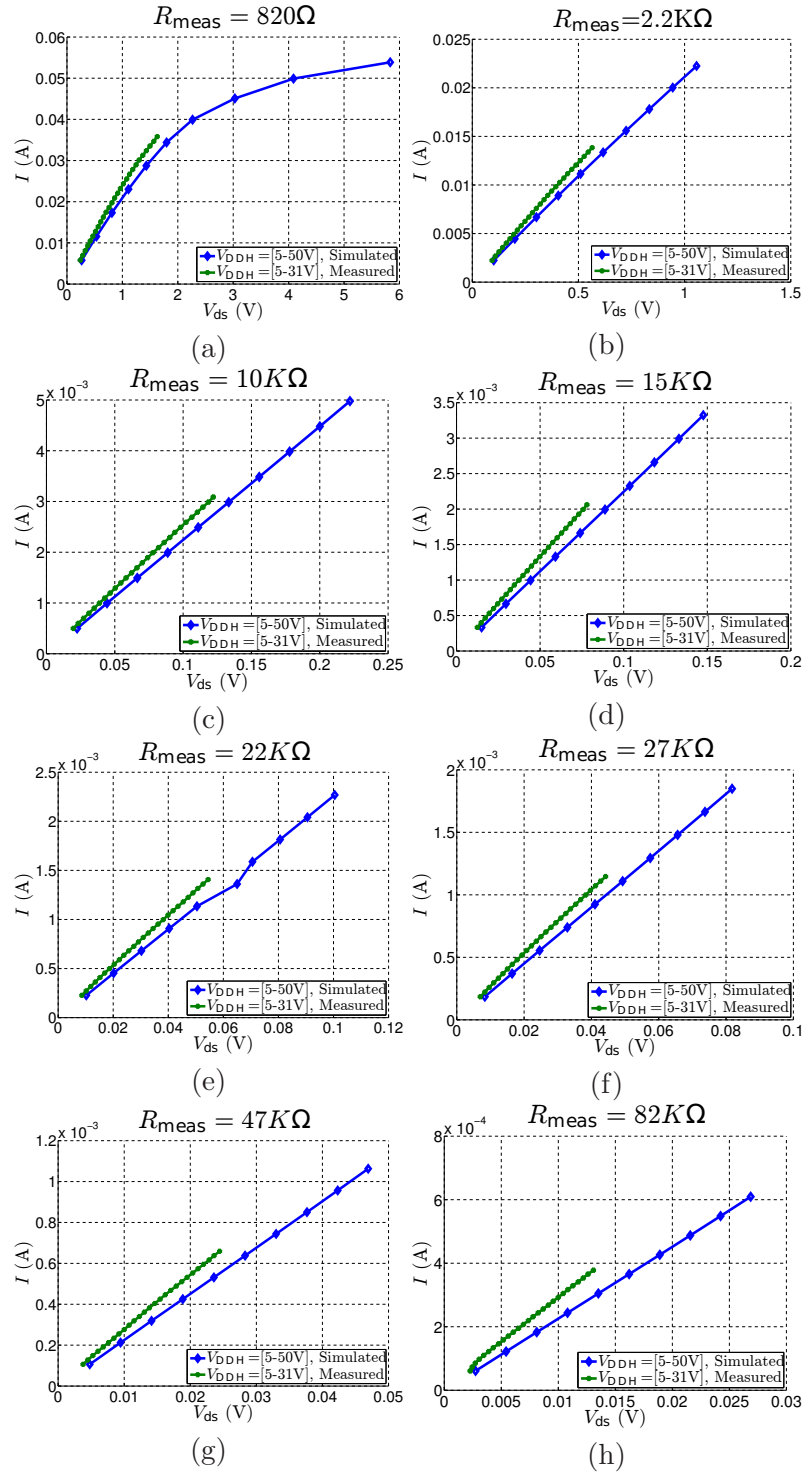 R_meas = 820Ω
0.06
0.05
0.04
0.03
0.02
0.01
0
0 1 2 3 4 5 6
I (A)
V_ds (V)
V_DDH=[5-50V], Simulated
V_DDH=[5-31V], Measured
(a)
R_meas=2.2KΩ
0.025
0.02
0.015
0.01
0.005
0
0 0.5 1 1.5
I (A)
V_ds (V)
V_DDH=[5-50V], Simulated
V_DDH=[5-31V], Measured
(b)
R_meas = 10KΩ
x 10⁻³
5
4
3
2
1
0
0 0.05 0.1 0.15 0.2 0.25
I (A)
V_ds (V)
V_DDH=[5-50V], Simulated
V_DDH=[5-31V], Measured
(c)
R_meas = 15KΩ
x 10⁻³
3.5
3
2.5
2
1.5
1
0.5
0
0 0.05 0.1 0.15 0.2
I (A)
V_ds (V)
V_DDH=[5-50V], Simulated
V_DDH=[5-31V], Measured
(d)
R_meas = 22KΩ
x 10⁻³
2.5
2
1.5
1
0.5
0
0 0.02 0.04 0.06 0.08 0.1 0.12
I (A)
V_ds (V)
V_DDH=[5-50V], Simulated
V_DDH=[5-31V], Measured
(e)
R_meas = 27KΩ
x 10⁻³
2
1.5
1
0.5
0
0 0.02 0.04 0.06 0.08 0.1
I (A)
V_ds (V)
V_DDH=[5-50V], Simulated
V_DDH=[5-31V], Measured
(f)
R_meas = 47KΩ
x 10⁻³
1.2
1
0.8
0.6
0.4
0.2
0
0 0.01 0.02 0.03 0.04 0.05
I (A)
V_ds (V)
V_DDH=[5-50V], Simulated
V_DDH=[5-31V], Measured
(g)
R_meas = 82KΩ
x 10⁻⁴
8
6
4
2
0
0 0.005 0.01 0.015 0.02 0.025 0.03
I (A)
V_ds (V)
V_DDH=[5-50V], Simulated
V_DDH=[5-31V], Measured
(h)